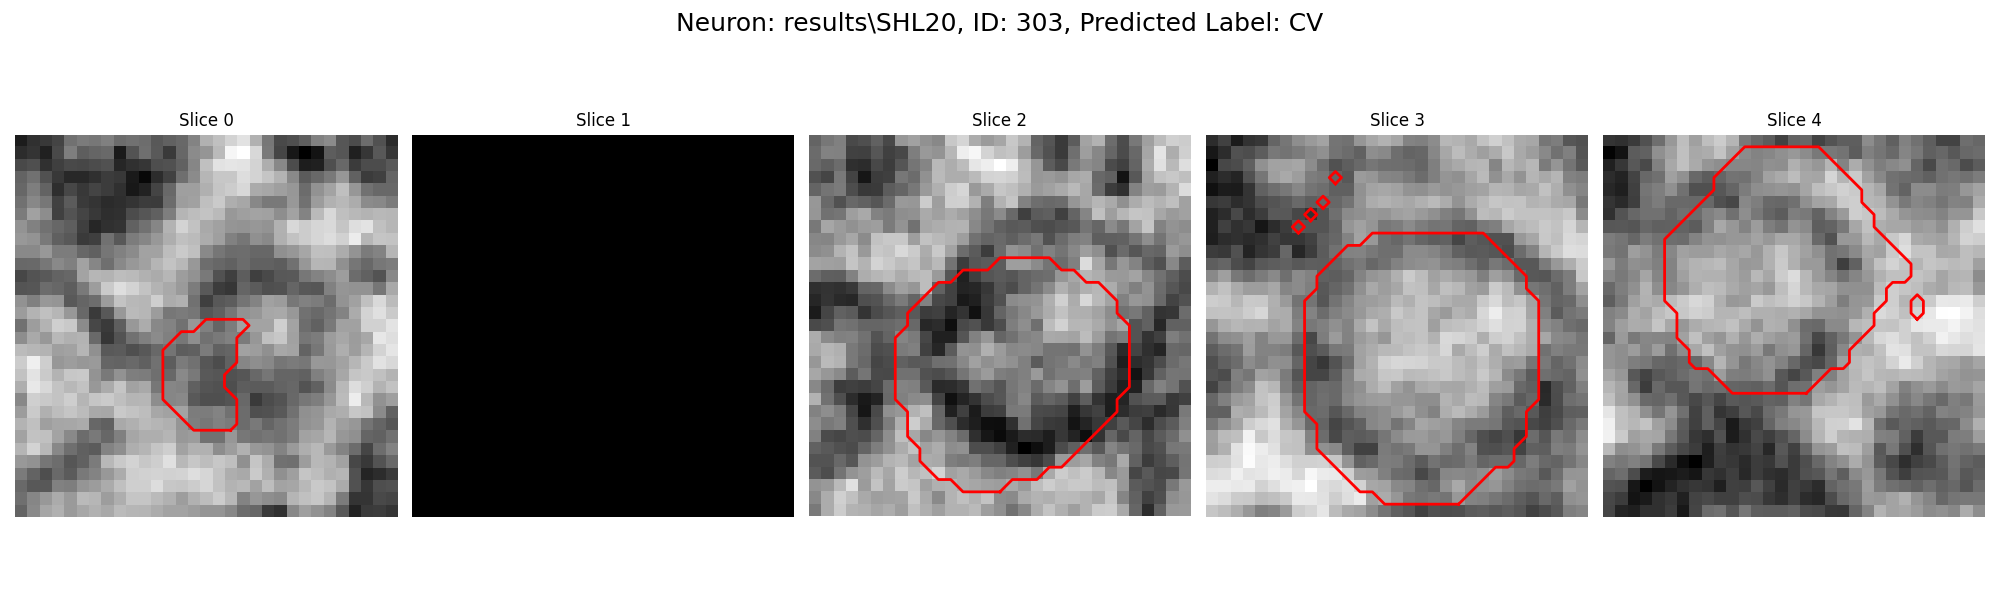 Neuron: results\SHL20, ID: 303, Predicted Label: CV
Slice 0
Slice 1
Slice 2
Slice 3
Slice 4